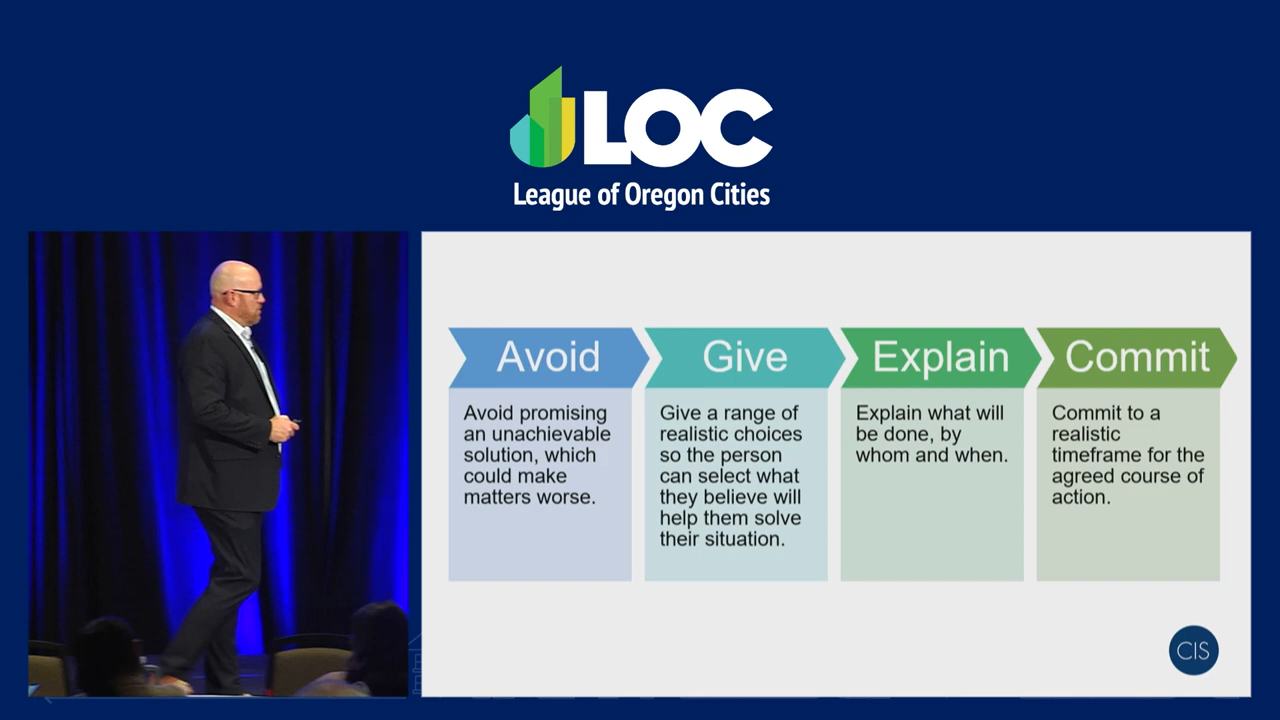 LOC
League of Oregon Cities
Avoid
Avoid promising
an unachievable
solution, which
could make
matters worse.
Give
Give a range of
realistic choices
so the person
can select what
they believe will
help them solve
their situation.
Explain
Explain what will
be done, by
whom and when.
Commit
Commit to a
realistic
timeframe for the
agreed course of
action.
CIS